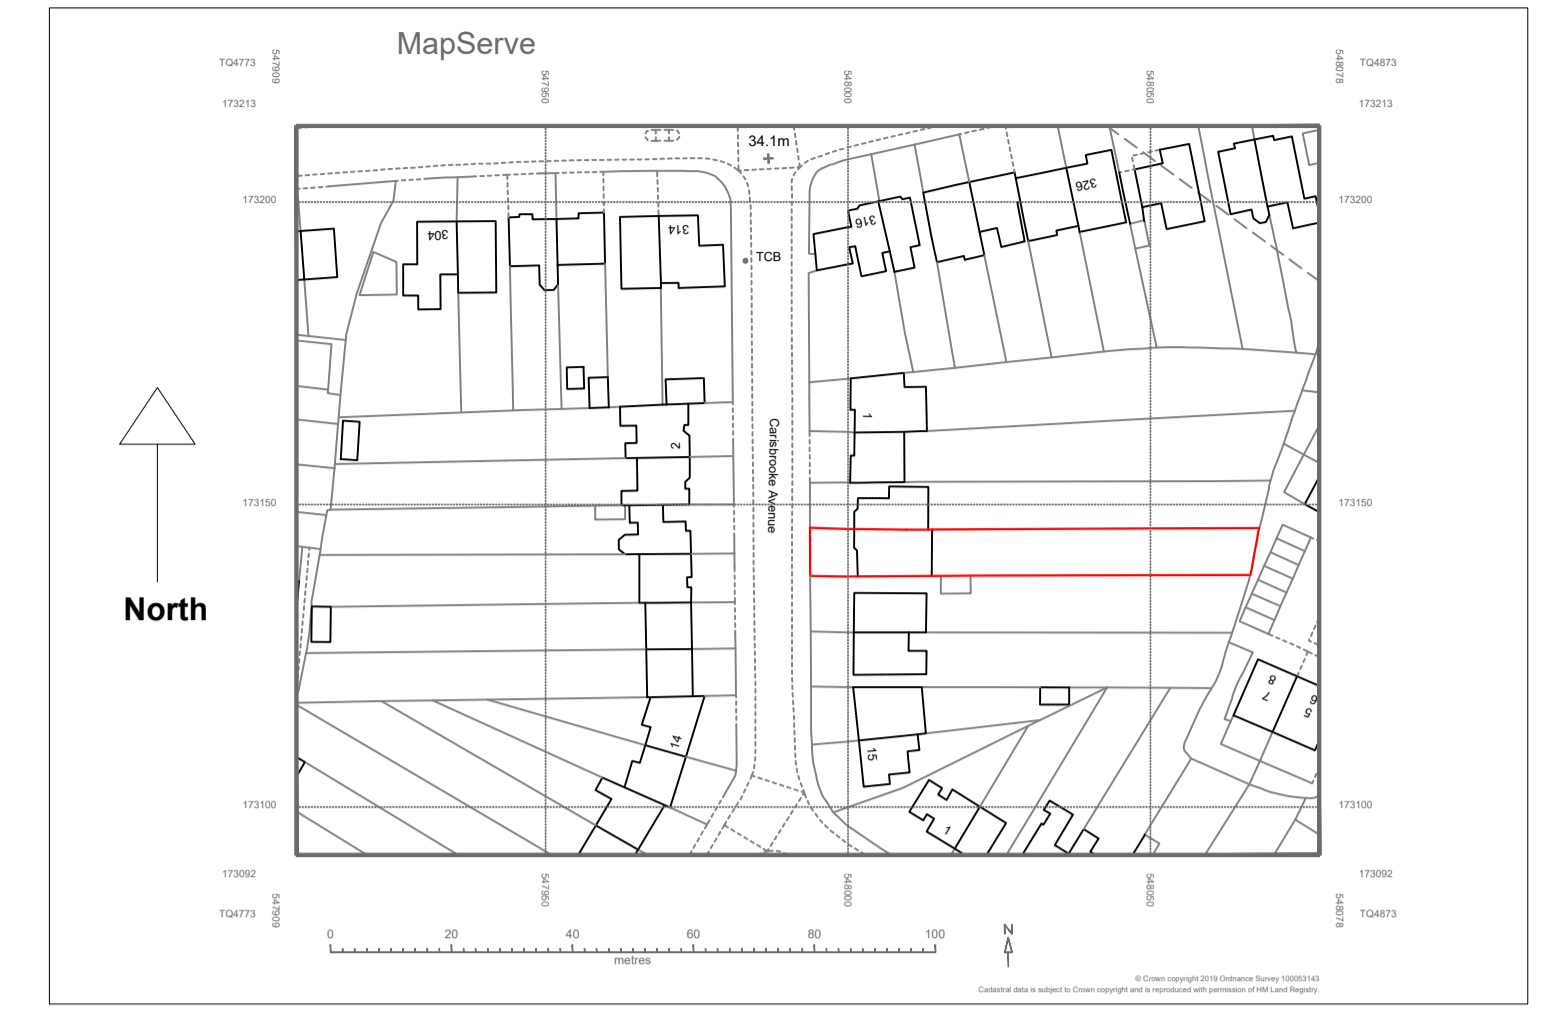 MapServe
TQ4773
547909
547950
548000
548050
548078
TQ4873
173213
173213
34.1m
173200
304
314
TCB
316
326
173200
1
2
Carisbrooke Avenue
173150
173150
North
14
15
8
7
6
5
173100
1
173100
173092
TQ4773
547909
547950
548000
548050
548078
173092
TQ4873
0 20 40 60 80 100
metres
N
© Crown copyright 2019 Ordnance Survey 100053143
Cadastral data is subject to Crown copyright and is reproduced with permission of HM Land Registry.